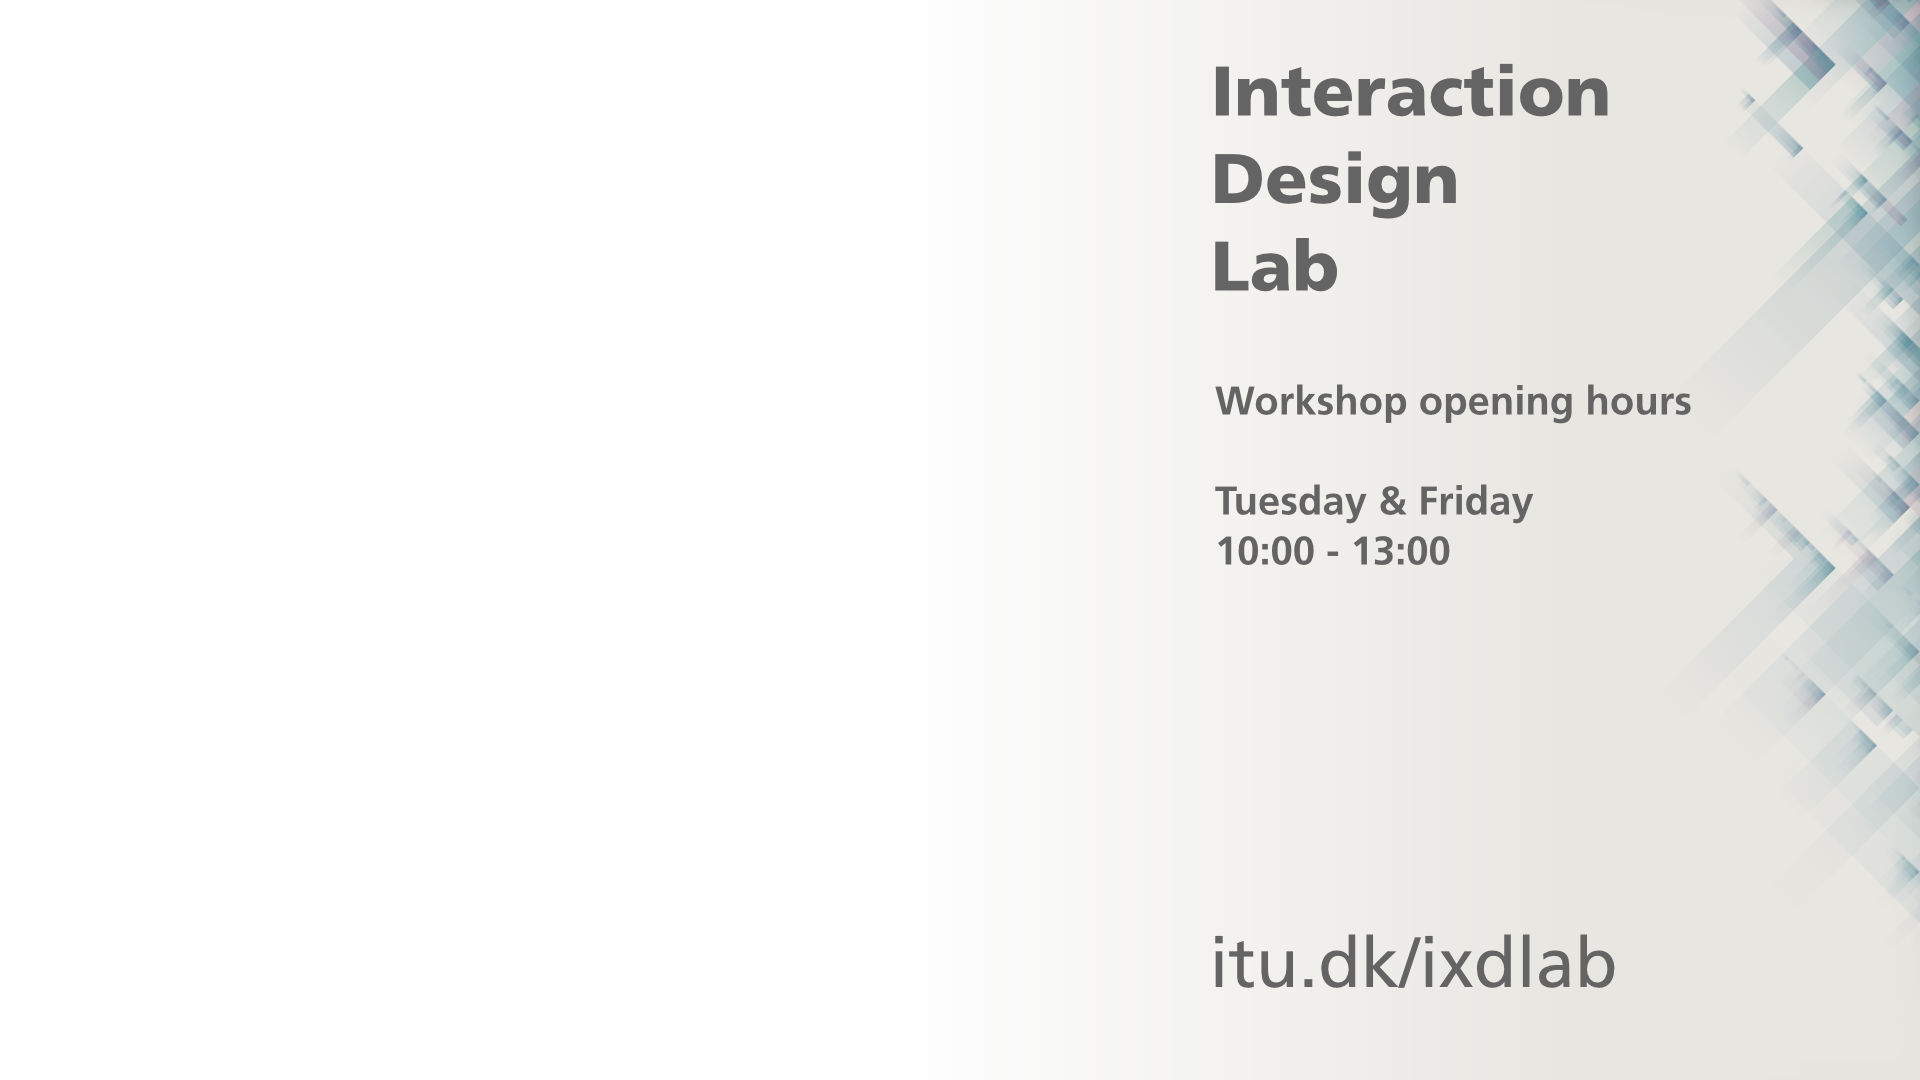 Interaction
Design
Lab
Workshop opening hours
Tuesday & Friday
10:00 - 13:00
itu.dk/ixdlab